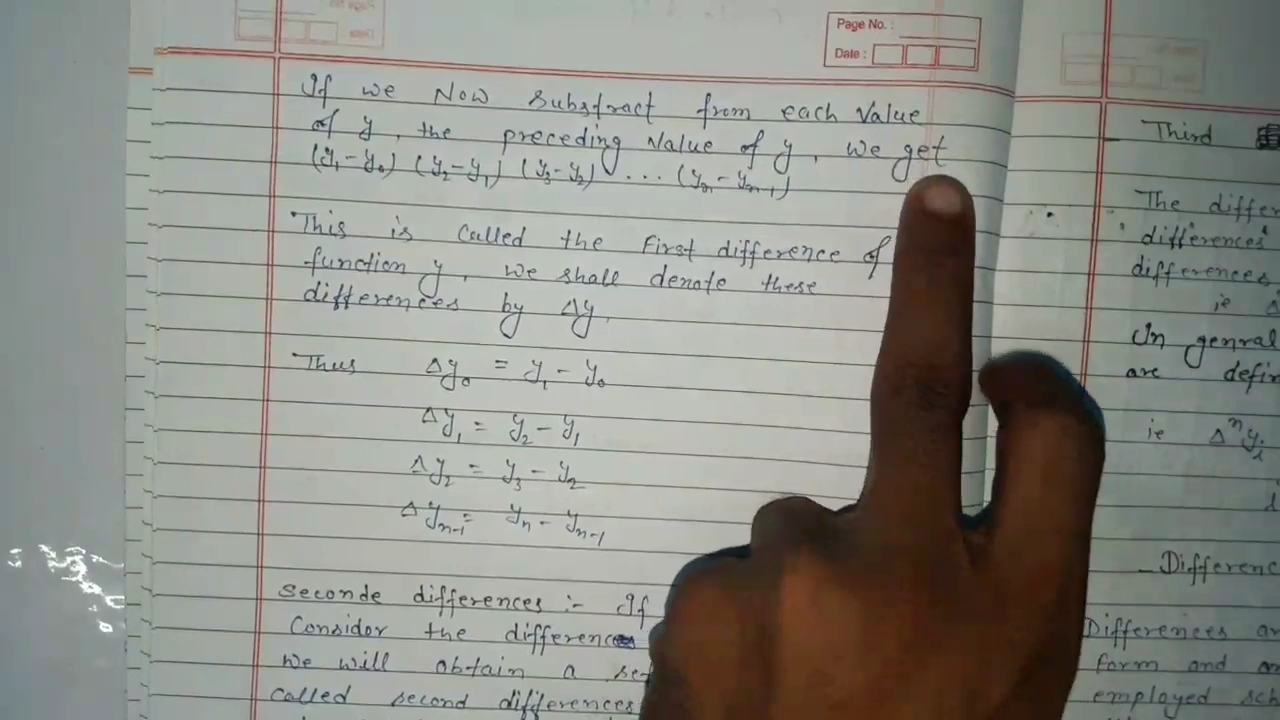 Page No. :
Date :
If we Now substract from each value
of y, the preceding value of y, we get
(y₁-y₀) (y₂-y₁) (y₃-y₂) ... (yₙ-yₙ₋₁)
This is called the First difference of
function y, we shall denote these
differences by Δy.
Thus Δy₀ = y₁ - y₀
Δy₁ = y₂ - y₁
Δy₂ = y₃ - y₂
Δyₙ₋₁ = yₙ - yₙ₋₁
Seconde differences :- If
Consider the difference
we will obtain a set
called second differences
Third
The differ
differences
differences
ie Δ
In genral
are defin
ie Δⁿyᵢ
Differenc
Differences ar
form and an
employed sch